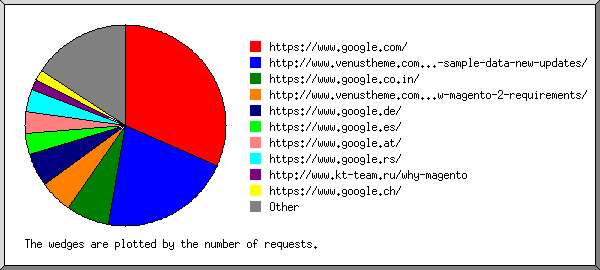 https://www.google.com/
http://www.venustheme.com...-sample-data-new-updates/
https://www.google.co.in/
http://www.venustheme.com...w-magento-2-requirements/
https://www.google.de/
https://www.google.es/
https://www.google.at/
https://www.google.rs/
http://www.kt-team.ru/why-magento
https://www.google.ch/
Other
The wedges are plotted by the number of requests.